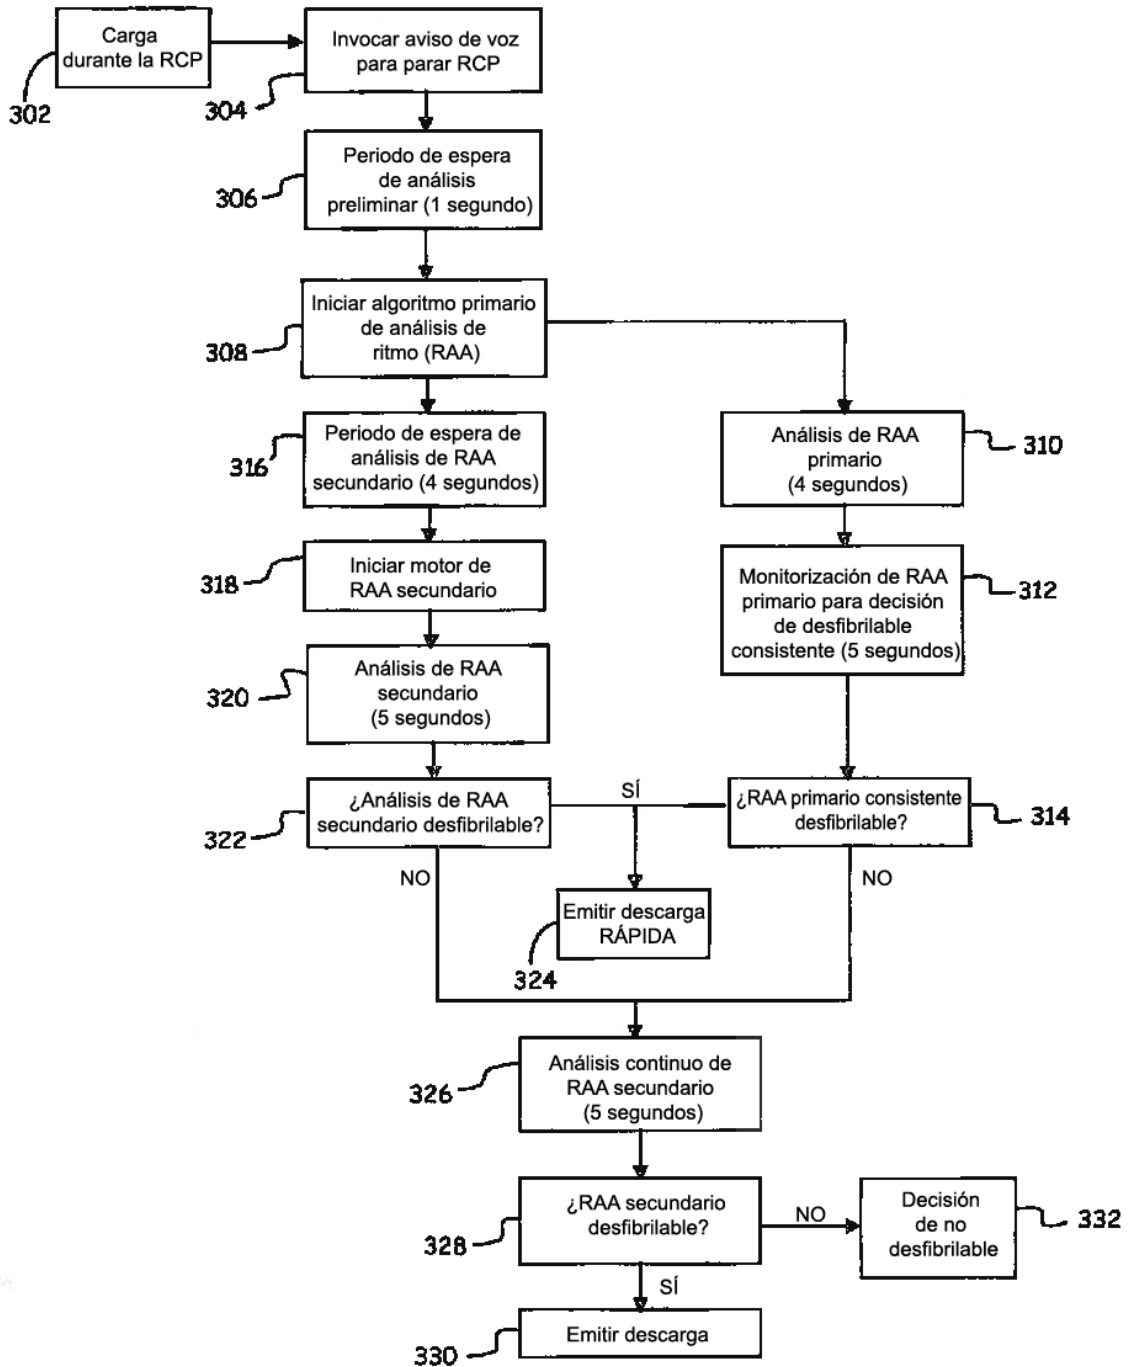 Carga
durante la RCP
302
Invocar aviso de voz
para parar RCP
304
Periodo de espera
de análisis
preliminar (1 segundo)
306
Iniciar algoritmo primario
de análisis de
ritmo (RAA)
308
Periodo de espera de
análisis de RAA
secundario (4 segundos)
316
Análisis de RAA
primario
(4 segundos)
310
Iniciar motor de
RAA secundario
318
Monitorización de RAA
primario para decisión
de desfibrilable
consistente (5 segundos)
312
Análisis de RAA
secundario
(5 segundos)
320
¿Análisis de RAA
secundario desfibrilable?
322
SÍ
¿RAA primario consistente
desfibrilable?
314
NO
NO
Emitir descarga
RÁPIDA
324
Análisis continuo de
RAA secundario
(5 segundos)
326
¿RAA secundario
desfibrilable?
328
NO
Decisión
de no
desfibrilable
332
SÍ
Emitir descarga
330